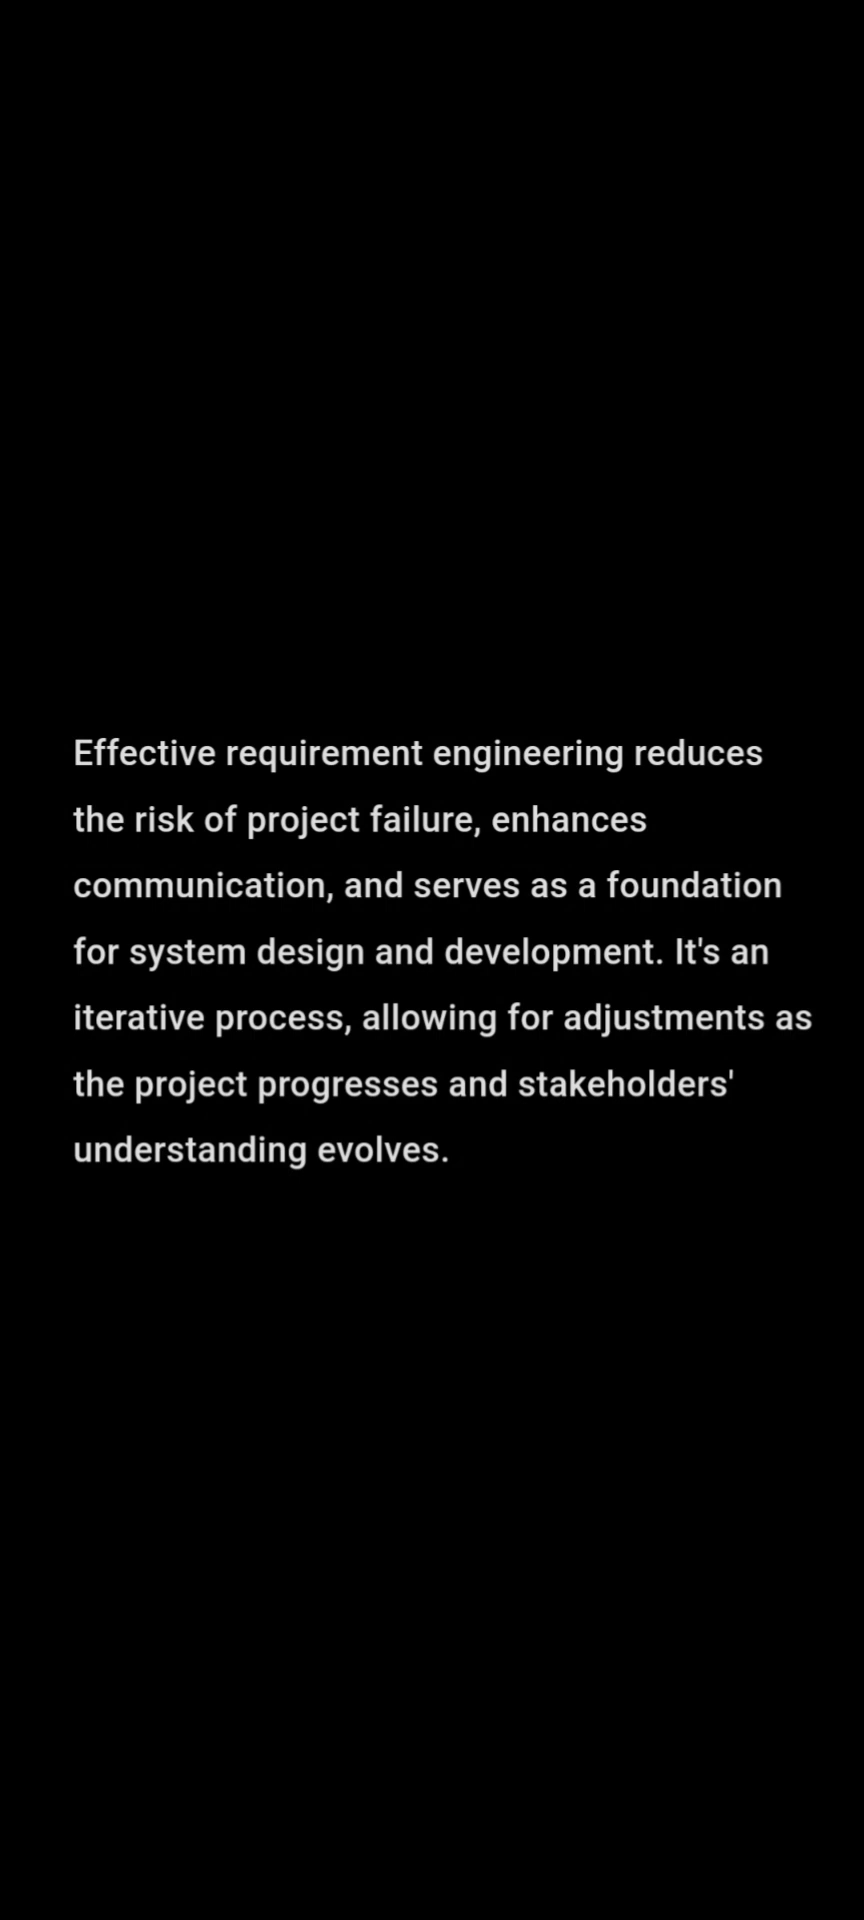 Effective requirement engineering reduces
the risk of project failure, enhances
communication, and serves as a foundation
for system design and development. It's an
iterative process, allowing for adjustments as
the project progresses and stakeholders'
understanding evolves.